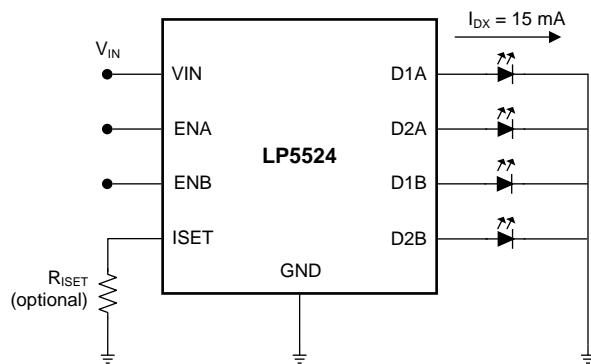 I_DX = 15 mA
V_IN
VIN
D1A
ENA
D2A
LP5524
ENB
D1B
ISET
D2B
R_ISET
(optional)
GND